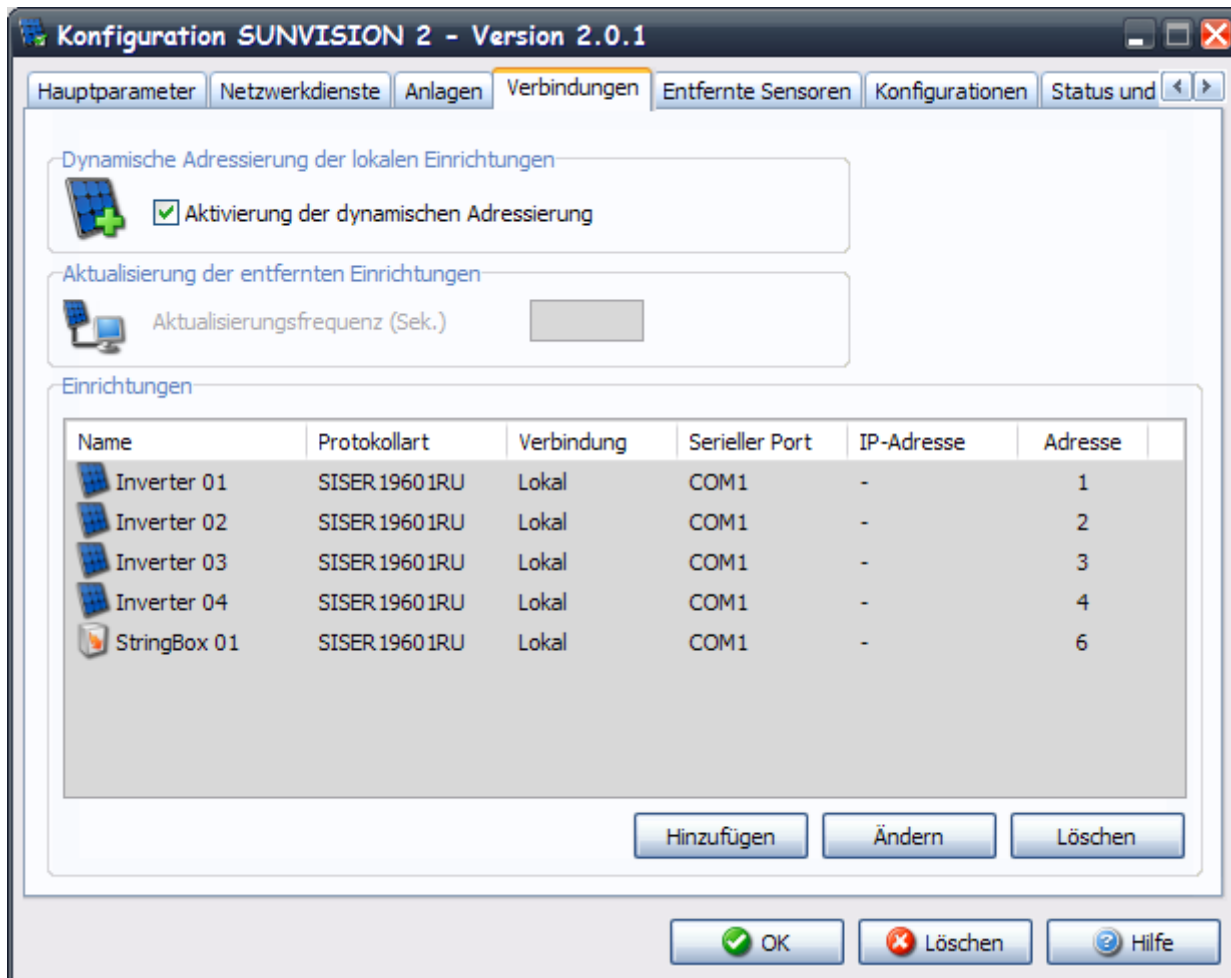 Konfiguration SUNVISION 2 - Version 2.0.1
Hauptparameter Netzwerkdienste Anlagen Verbindungen Entfernte Sensoren Konfigurationen Status und
Dynamische Adressierung der lokalen Einrichtungen
Aktivierung der dynamischen Adressierung
Aktualisierung der entfernten Einrichtungen
Aktualisierungsfrequenz (Sek.)
Einrichtungen
Name Protokollart Verbindung Serieller Port IP-Adresse Adresse
Inverter 01 SISER19601RU Lokal COM1 - 1
Inverter 02 SISER19601RU Lokal COM1 - 2
Inverter 03 SISER19601RU Lokal COM1 - 3
Inverter 04 SISER19601RU Lokal COM1 - 4
StringBox 01 SISER19601RU Lokal COM1 - 6
Hinzufügen Ändern Löschen
OK Löschen Hilfe